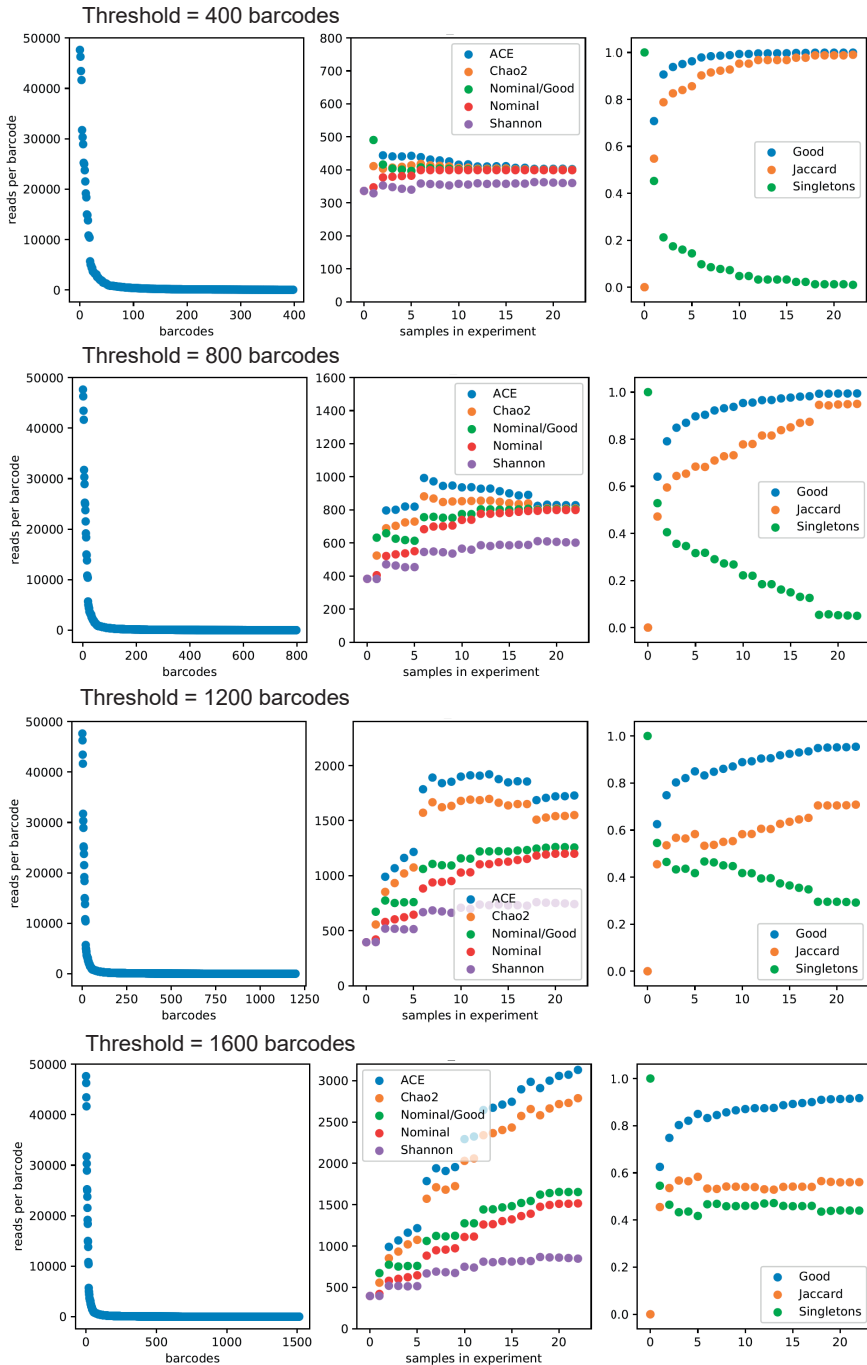 Threshold = 400 barcodes
50000
40000
30000
20000
10000
0
reads per barcode
0 100 200 300 400
barcodes
800
700
600
500
400
300
200
100
0
ACE
Chao2
Nominal/Good
Nominal
Shannon
0 5 10 15 20
samples in experiment
1.0
0.8
0.6
0.4
0.2
0.0
Good
Jaccard
Singletons
0 5 10 15 20
Threshold = 800 barcodes
50000
40000
30000
20000
10000
0
reads per barcode
0 200 400 600 800
barcodes
1600
1400
1200
1000
800
600
400
200
0
ACE
Chao2
Nominal/Good
Nominal
Shannon
0 5 10 15 20
samples in experiment
1.0
0.8
0.6
0.4
0.2
0.0
Good
Jaccard
Singletons
0 5 10 15 20
Threshold = 1200 barcodes
50000
40000
30000
20000
10000
0
reads per barcode
0 250 500 750 1000 1250
barcodes
2000
1500
1000
500
0
ACE
Chao2
Nominal/Good
Nominal
Shannon
0 5 10 15 20
samples in experiment
1.0
0.8
0.6
0.4
0.2
0.0
Good
Jaccard
Singletons
0 5 10 15 20
Threshold = 1600 barcodes
50000
40000
30000
20000
10000
0
reads per barcode
0 500 1000 1500
barcodes
3000
2500
2000
1500
1000
500
0
ACE
Chao2
Nominal/Good
Nominal
Shannon
0 5 10 15 20
samples in experiment
1.0
0.8
0.6
0.4
0.2
0.0
Good
Jaccard
Singletons
0 5 10 15 20